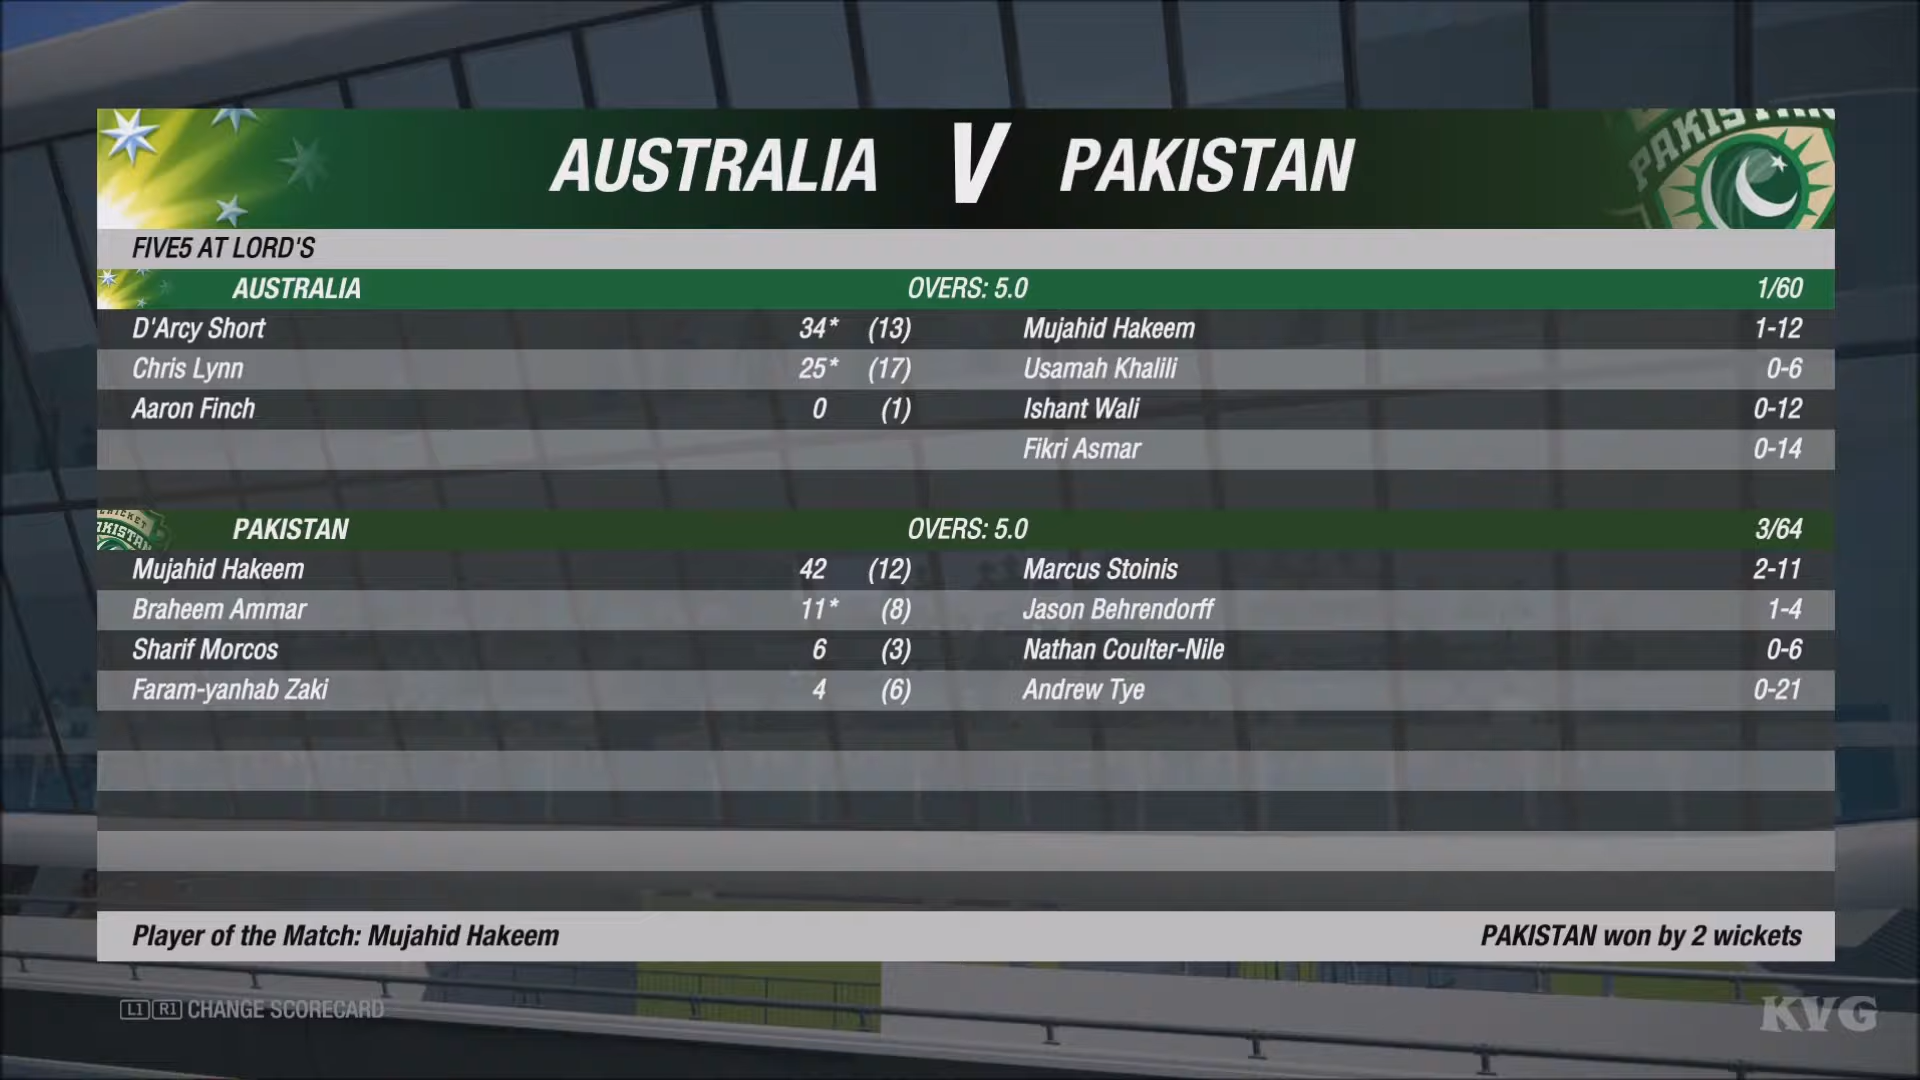 AUSTRALIA V PAKISTAN
PAKISTAN
FIVE5 AT LORD'S
AUSTRALIA OVERS: 5.0 1/60
D'Arcy Short 34* (13) Mujahid Hakeem 1-12
Chris Lynn 25* (17) Usamah Khalili 0-6
Aaron Finch 0 (1) Ishant Wali 0-12
Fikri Asmar 0-14
PAKISTAN OVERS: 5.0 3/64
Mujahid Hakeem 42 (12) Marcus Stoinis 2-11
Braheem Ammar 11* (8) Jason Behrendorff 1-4
Sharif Morcos 6 (3) Nathan Coulter-Nile 0-6
Faram-yanhab Zaki 4 (6) Andrew Tye 0-21
Player of the Match: Mujahid Hakeem PAKISTAN won by 2 wickets
L1 R1 CHANGE SCORECARD
KVG